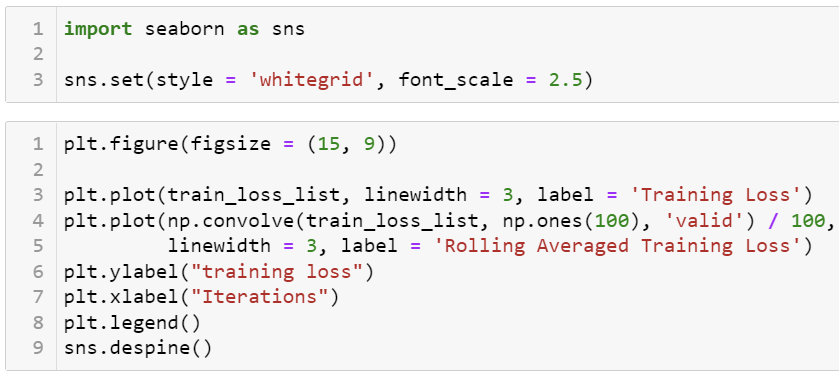 1 import seaborn as sns
2
3 sns.set(style = 'whitegrid', font_scale = 2.5)
1 plt.figure(figsize = (15, 9))
2
3 plt.plot(train_loss_list, linewidth = 3, label = 'Training Loss')
4 plt.plot(np.convolve(train_loss_list, np.ones(100), 'valid') / 100,
5          linewidth = 3, label = 'Rolling Averaged Training Loss')
6 plt.ylabel("training loss")
7 plt.xlabel("Iterations")
8 plt.legend()
9 sns.despine()